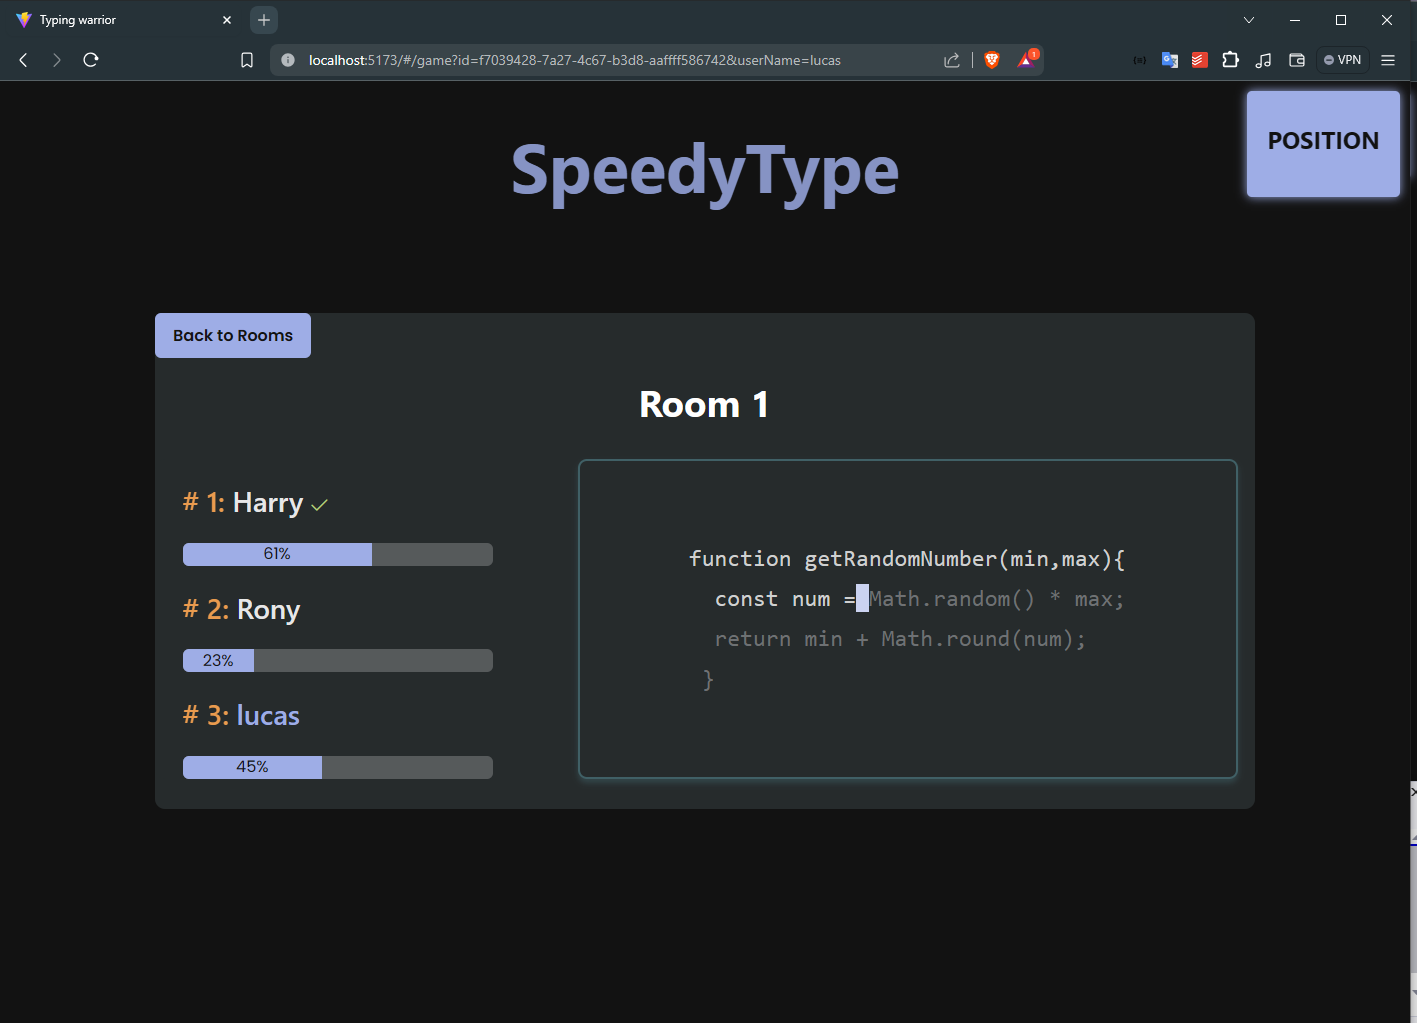 Typing warrior
localhost:5173/#/game?id=f7039428-7a27-4c67-b3d8-aaffff586742&userName=lucas
1
VPN
POSITION
SpeedyType
Back to Rooms
Room 1
# 1: Harry
61%
# 2: Rony
23%
# 3: lucas
45%
function getRandomNumber(min,max){
const num = Math.random() * max;
return min + Math.round(num);
}